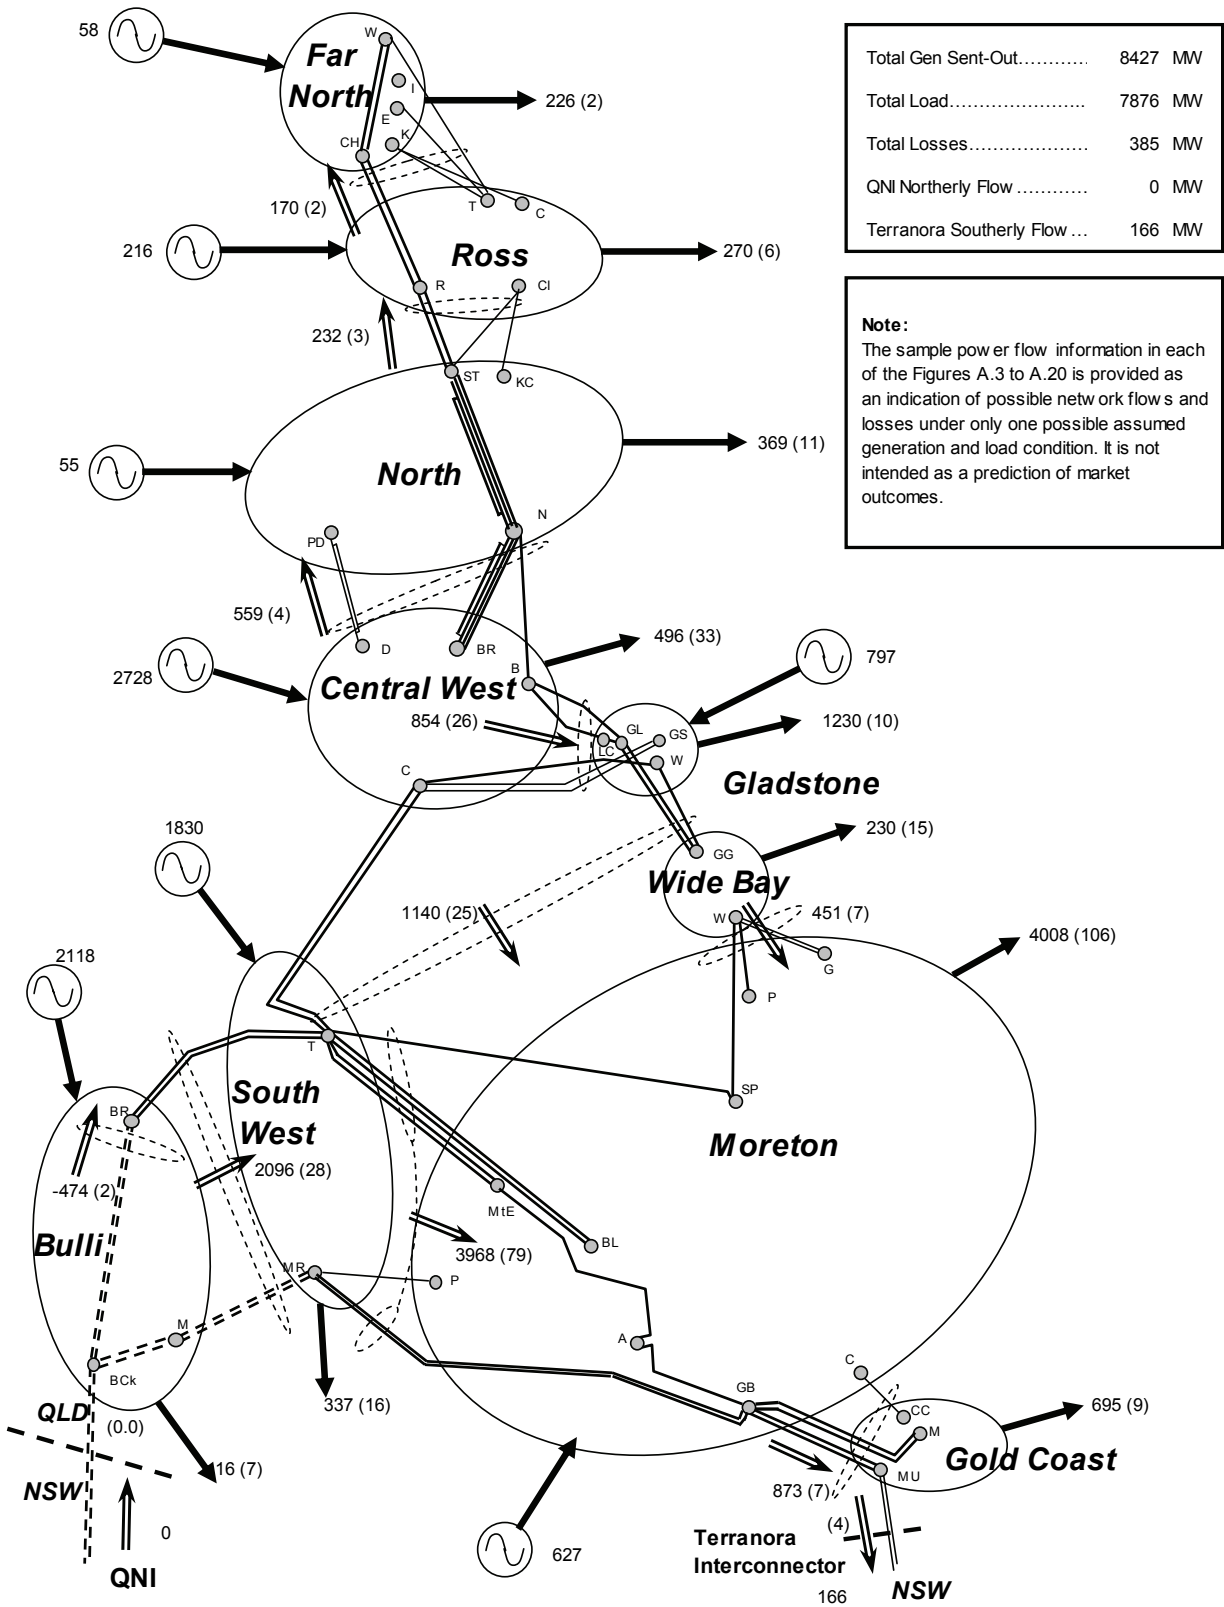 58
W
Far
North
I
E
K
CH
226 (2)
170 (2)
T
C
216
Ross
270 (6)
R
CI
232 (3)
ST
KC
369 (11)
55
North
N
PD
559 (4)
D
BR
496 (33)
797
2728
B
Central West
854 (26)
1230 (10)
GL
GS
LC
W
C
Gladstone
1830
230 (15)
GG
Wide Bay
1140 (25)
W
451 (7)
4008 (106)
G
2118
P
T
BR
South
West
SP
Moreton
2096 (28)
-474 (2)
MtE
Bulli
BL
3968 (79)
MR
P
M
A
BCk
C
QLD
(0.0)
337 (16)
GB
CC
695 (9)
M
Gold Coast
16 (7)
MU
NSW
873 (7)
0
(4)
627
Terranora
Interconnector
QNI
166
NSW
Total Gen Sent-Out............ 8427 MW
Total Load...................... 7876 MW
Total Losses.................... 385 MW
QNI Northerly Flow ............ 0 MW
Terranora Southerly Flow ... 166 MW
Note:
The sample power flow information in each
of the Figures A.3 to A.20 is provided as
an indication of possible network flows and
losses under only one possible assumed
generation and load condition. It is not
intended as a prediction of market
outcomes.